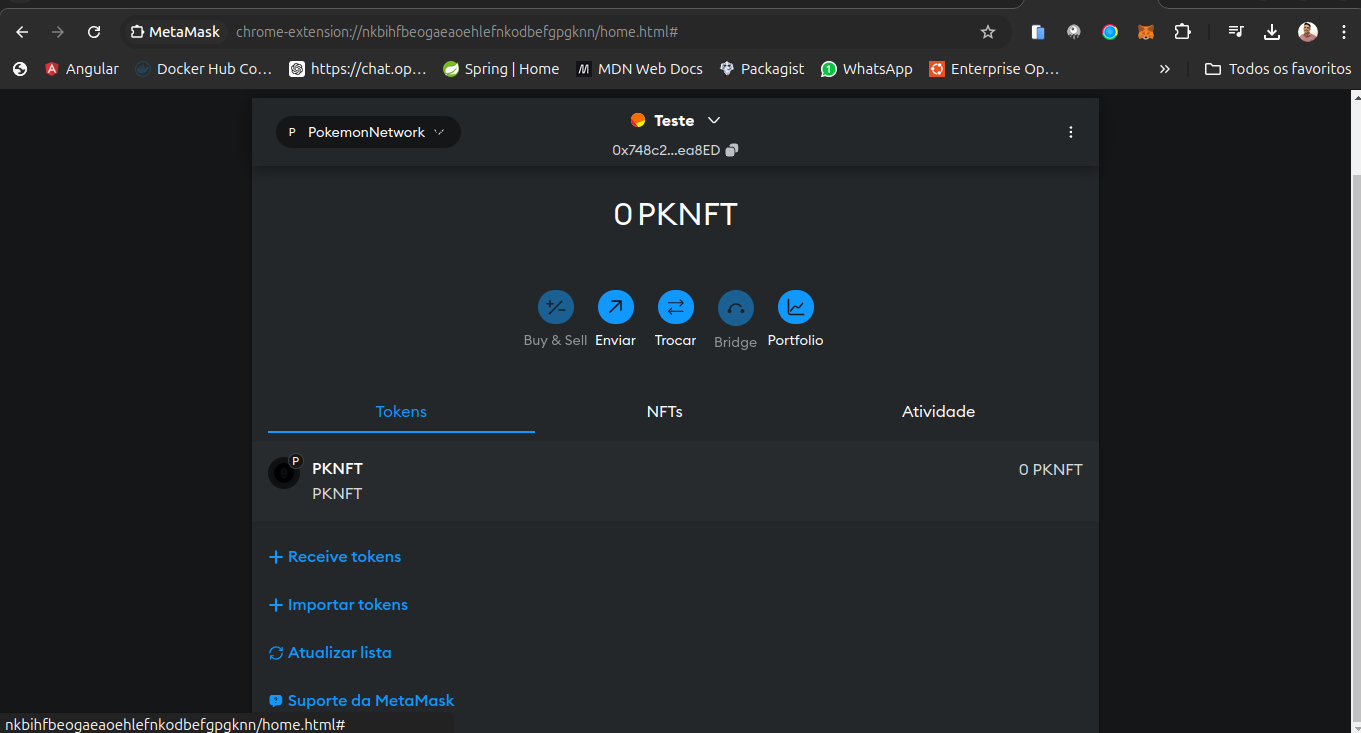 MetaMask chrome-extension://nkbihfbeogaeaoehlefnkodbefgpgknn/home.html#
Angular Docker Hub Co... https://chat.op... Spring | Home MDN Web Docs Packagist WhatsApp Enterprise Op... » Todos os favoritos
P PokemonNetwork
Teste
0x748c2...ea8ED
0 PKNFT
Buy & Sell Enviar Trocar Bridge Portfolio
Tokens NFTs Atividade
P
PKNFT 0 PKNFT
PKNFT
+ Receive tokens
+ Importar tokens
Atualizar lista
Suporte da MetaMask
nkbihfbeogaeaoehlefnkodbefgpgknn/home.html#